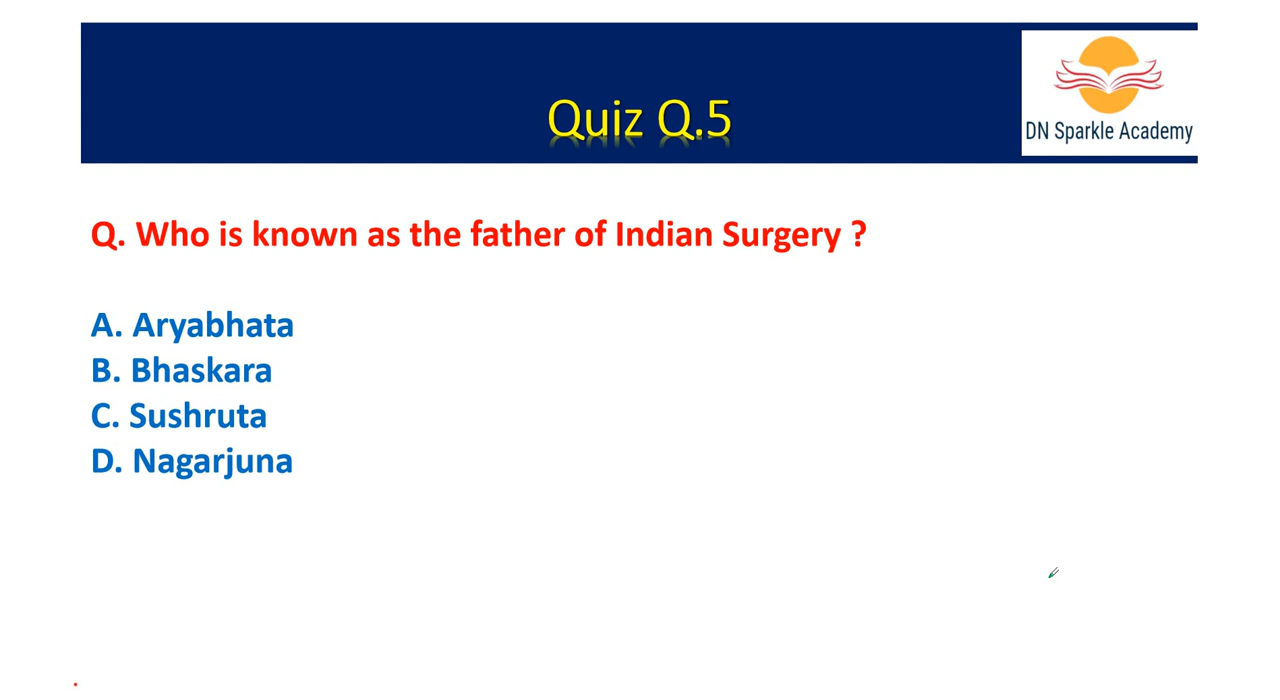 Quiz Q.5
DN Sparkle Academy
Q. Who is known as the father of Indian Surgery ?
A. Aryabhata
B. Bhaskara
C. Sushruta
D. Nagarjuna